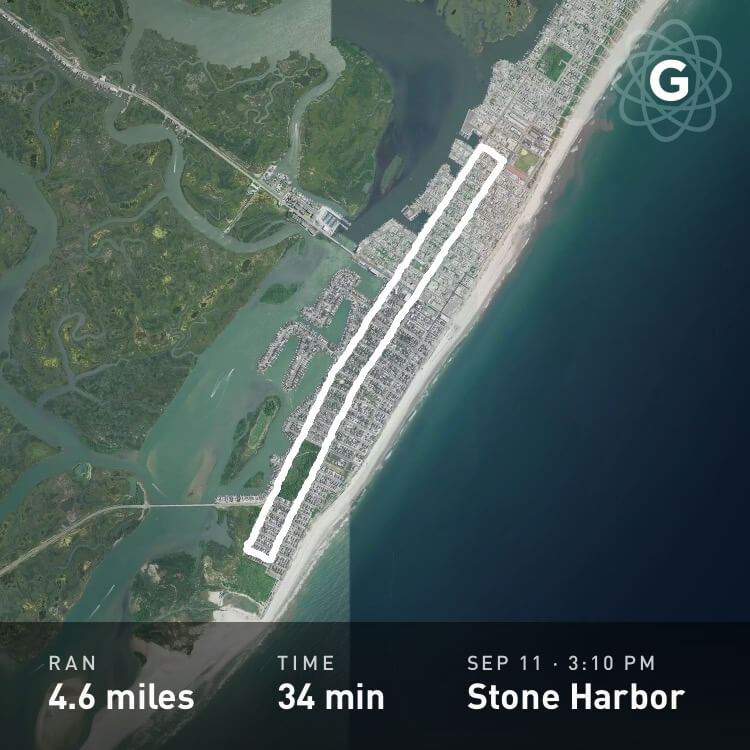 G
RAN
4.6 miles
TIME
34 min
SEP 11 · 3:10 PM
Stone Harbor